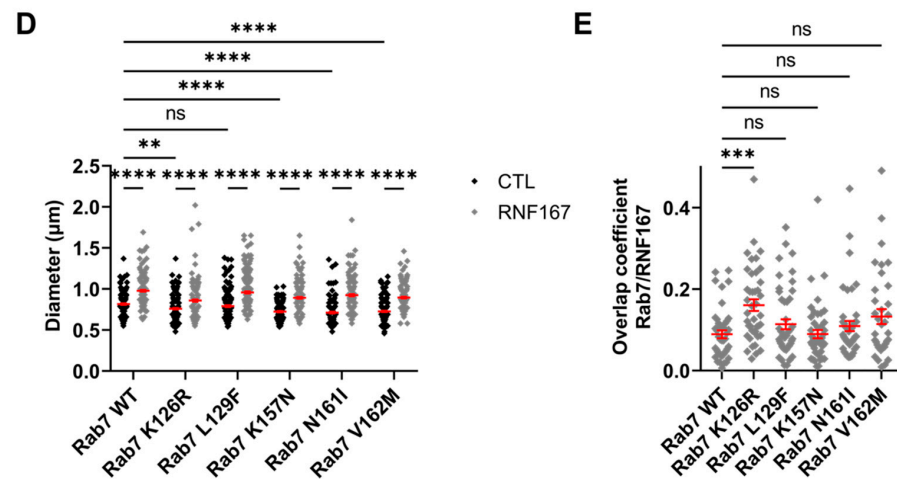 D
****
****
****
ns
**
**** **** **** **** **** ****
Diameter (µm)
2.5
2.0
1.5
1.0
0.5
0.0
Rab7 WT
Rab7 K126R
Rab7 L129F
Rab7 K157N
Rab7 N161I
Rab7 V162M
CTL
RNF167
E
ns
ns
ns
ns
***
Overlap coefficient
Rab7/RNF167
0.4
0.2
0.0
Rab7 WT
Rab7 K126R
Rab7 L129F
Rab7 K157N
Rab7 N161I
Rab7 V162M